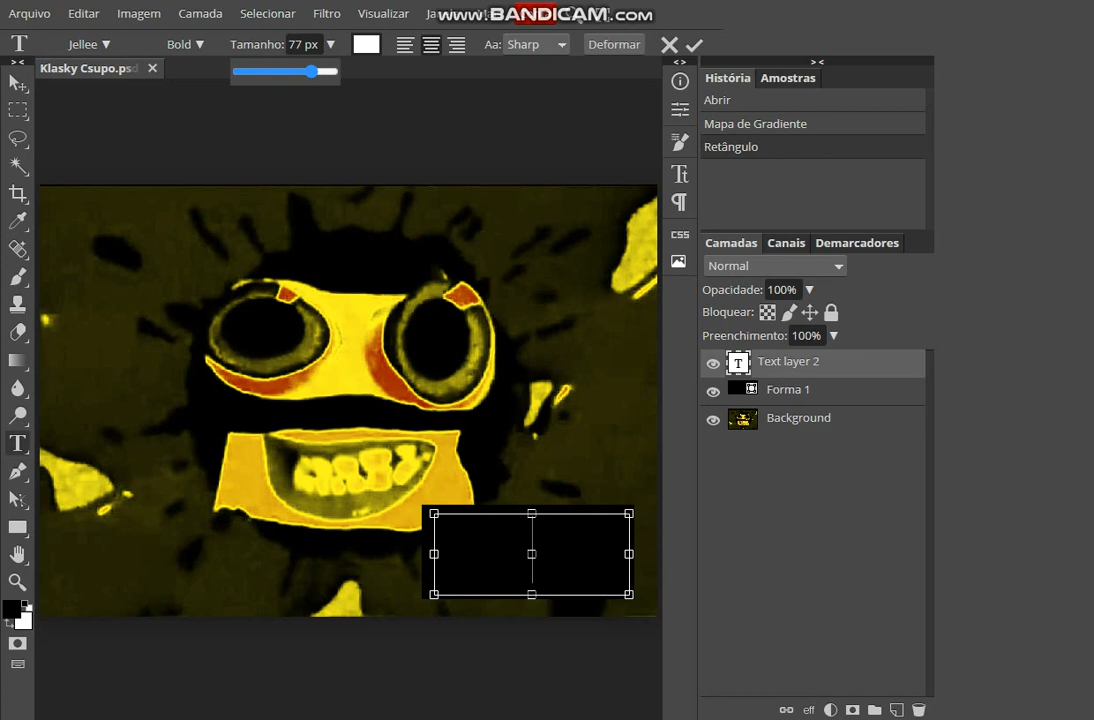 Arquivo Editar Imagem Camada Selecionar Filtro Visualizar
www.BANDICAM.com
Jellee Bold Tamanho: 77 px Aa: Sharp Deformar
Klasky Csupo.psd
História Amostras
Abrir
Mapa de Gradiente
Retângulo
CSS
Camadas Canais Demarcadores
Normal
Opacidade: 100%
Bloquear:
Preenchimento: 100%
Text layer 2
Forma 1
Background
eff